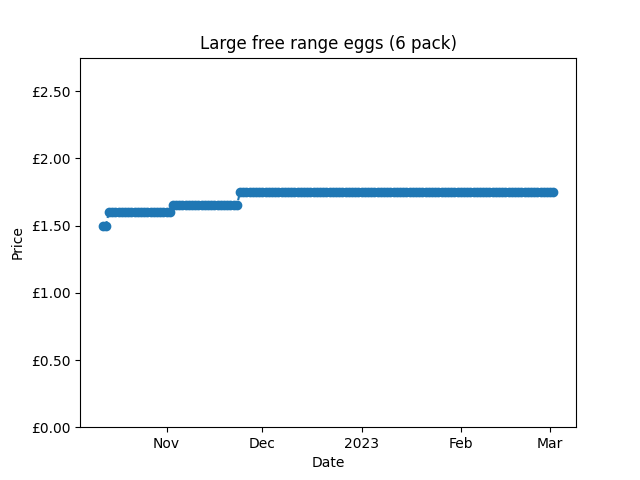 Large free range eggs (6 pack)
£2.50
£2.00
£1.50
£1.00
£0.50
£0.00
Price
Nov Dec 2023 Feb Mar
Date